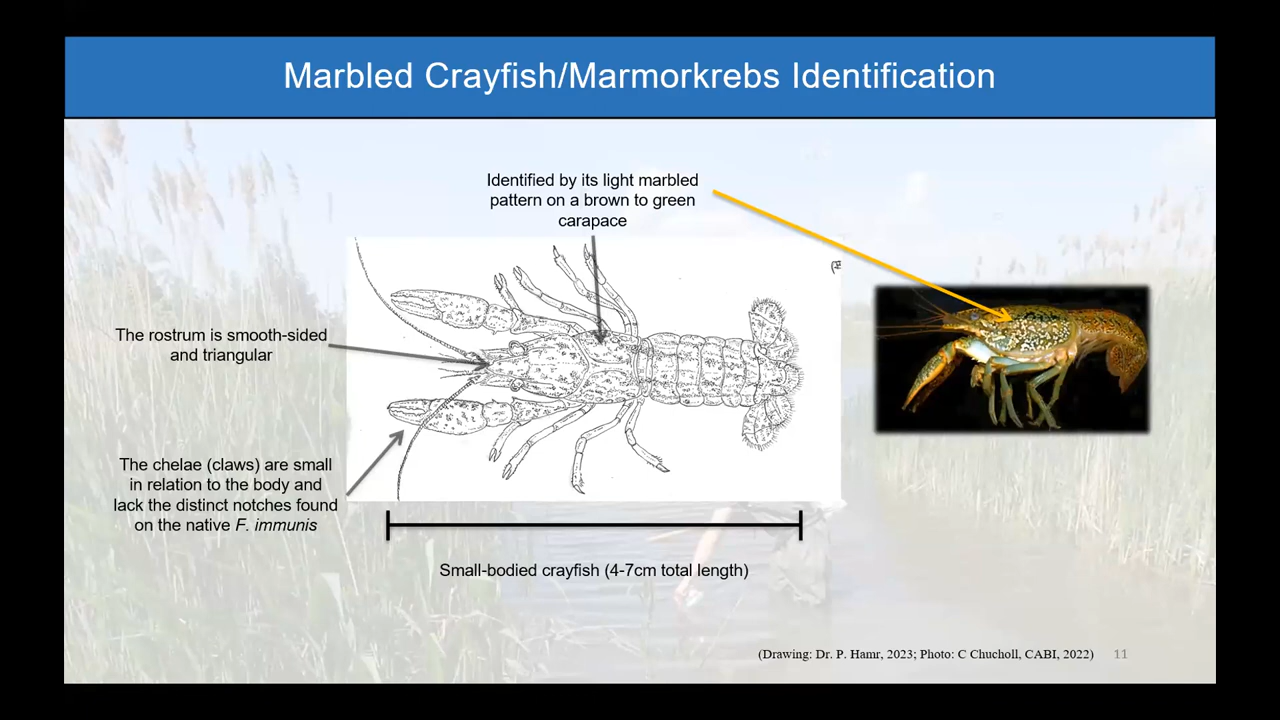 Marbled Crayfish/Marmorkrebs Identification
Identified by its light marbled
pattern on a brown to green
carapace
The rostrum is smooth-sided
and triangular
The chelae (claws) are small
in relation to the body and
lack the distinct notches found
on the native F. immunis
Small-bodied crayfish (4-7cm total length)
(Drawing: Dr. P. Hamr, 2023; Photo: C Chucholl, CABI, 2022)
11